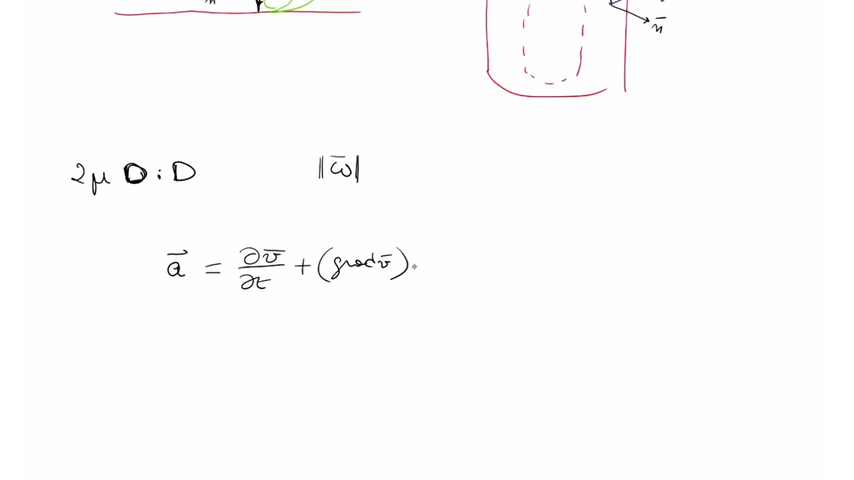 n̄
2μ D : D ‖ω̄‖
a⃗ = ∂v̄/∂t + (grad v̄) ·